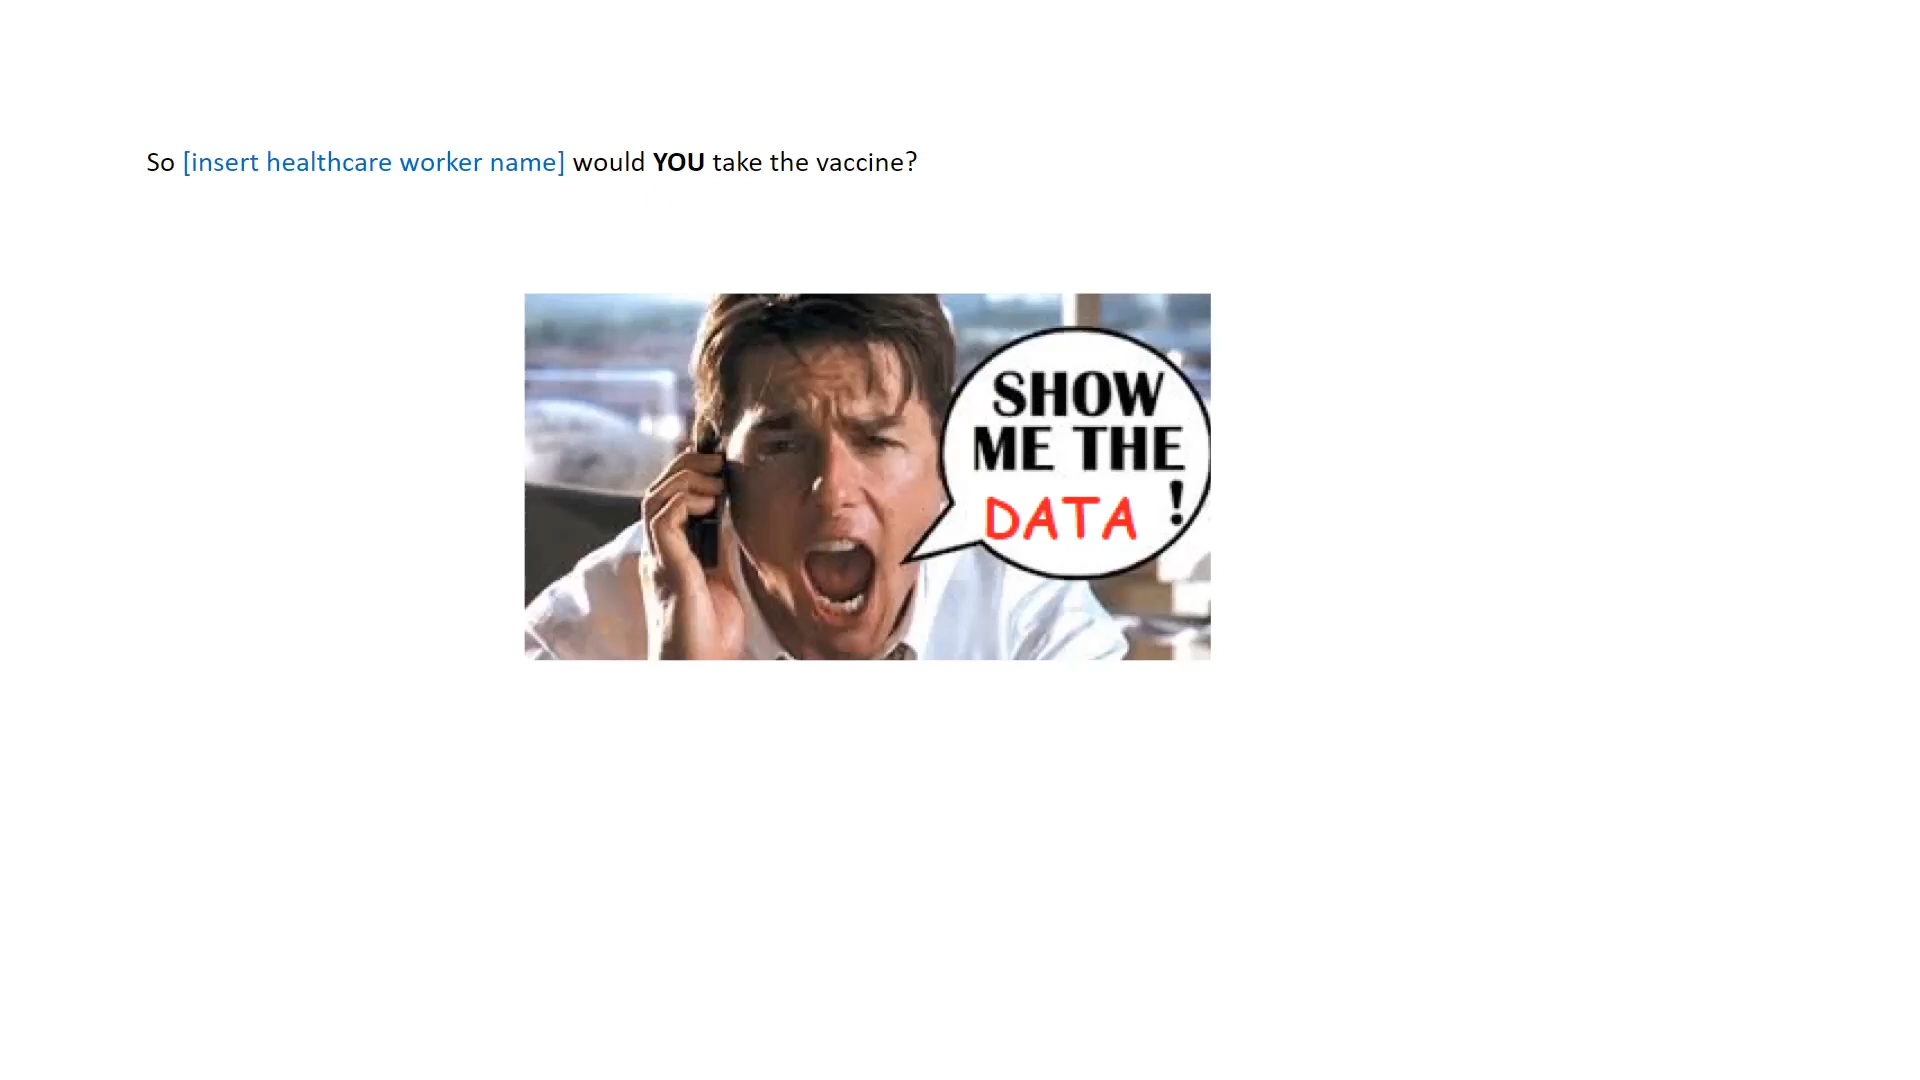 So [insert healthcare worker name] would YOU take the vaccine?
SHOW
ME THE
DATA !